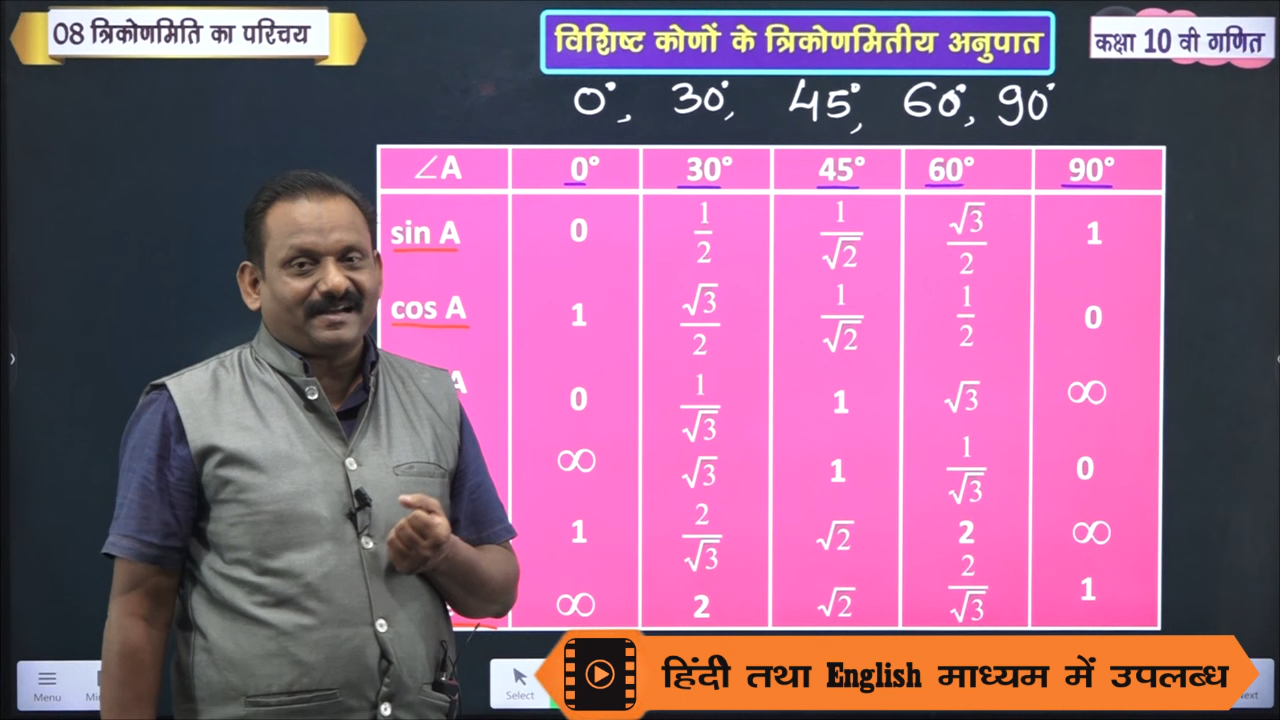 08 त्रिकोणमिति का परिचय
विशिष्ट कोणों के त्रिकोणमितीय अनुपात
कक्षा 10 वी गणित
0°, 30°, 45°, 60°, 90°
∠A 0° 30° 45° 60° 90°
sin A 0 1/2 1/√2 √3/2 1
cos A 1 √3/2 1/√2 1/2 0
A 0 1/√3 1 √3 ∞
∞ √3 1 1/√3 0
1 2/√3 √2 2 ∞
∞ 2 √2 2/√3 1
Menu
Select
हिंदी तथा English माध्यम में उपलब्ध